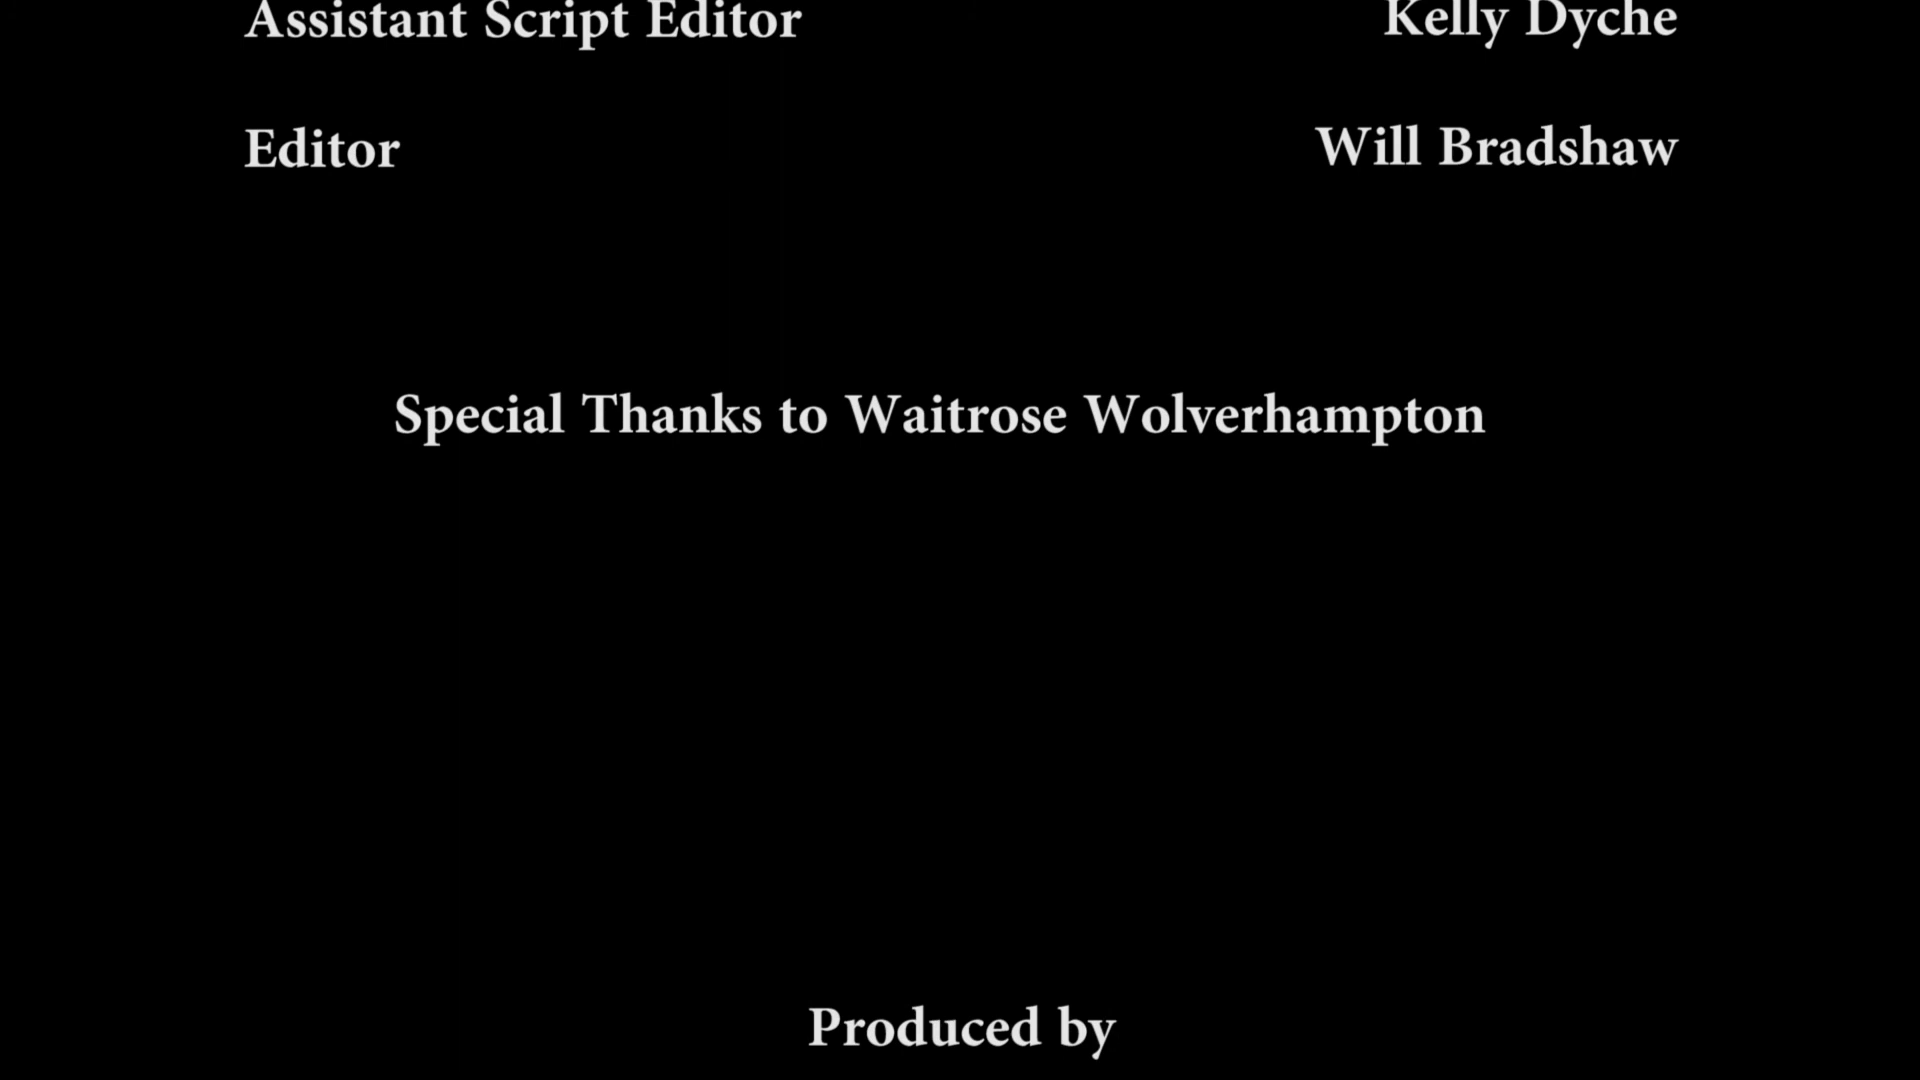 Assistant Script Editor Kelly Dyche
Editor Will Bradshaw
Special Thanks to Waitrose Wolverhampton
Produced by